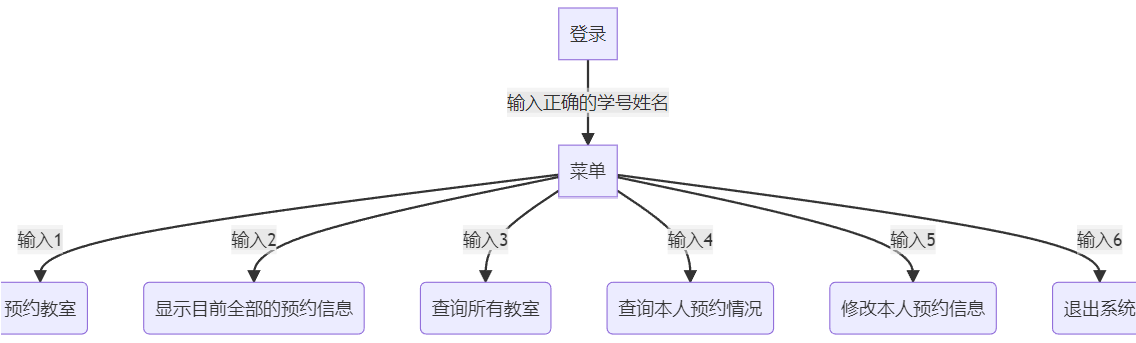 登录
输入正确的学号姓名
菜单
输入1
输入2
输入3
输入4
输入5
输入6
预约教室
显示目前全部的预约信息
查询所有教室
查询本人预约情况
修改本人预约信息
退出系统